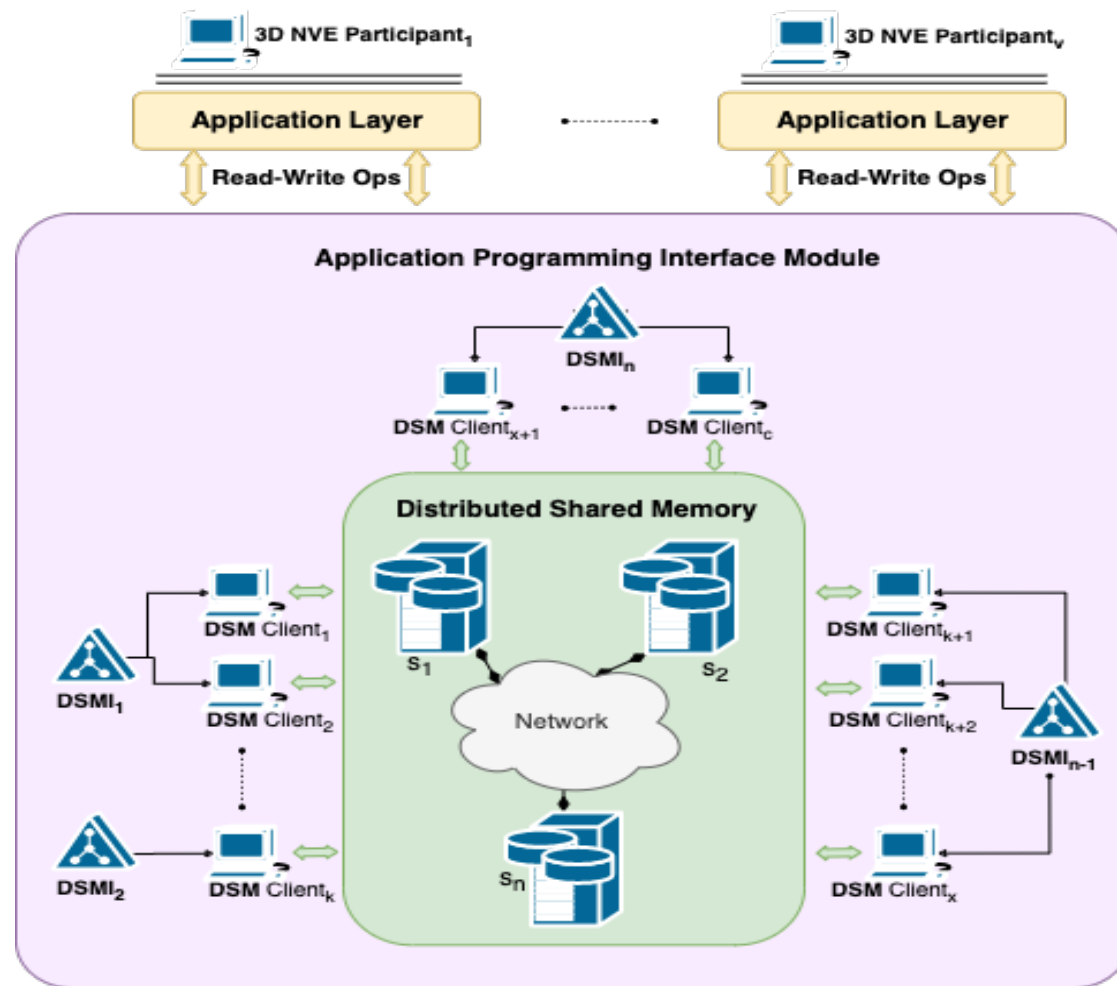 3D NVE Participant₁
3D NVE Participantᵥ
Application Layer
Application Layer
Read-Write Ops
Read-Write Ops
Application Programming Interface Module
DSMIₙ
DSM Clientₓ₊₁
DSM Client_c
Distributed Shared Memory
DSM Client₁
DSM Clientₖ₊₁
S₁
S₂
DSMI₁
DSM Client₂
Network
DSM Clientₖ₊₂
DSMIₙ₋₁
Sₙ
DSMI₂
DSM Clientₖ
DSM Clientₓ